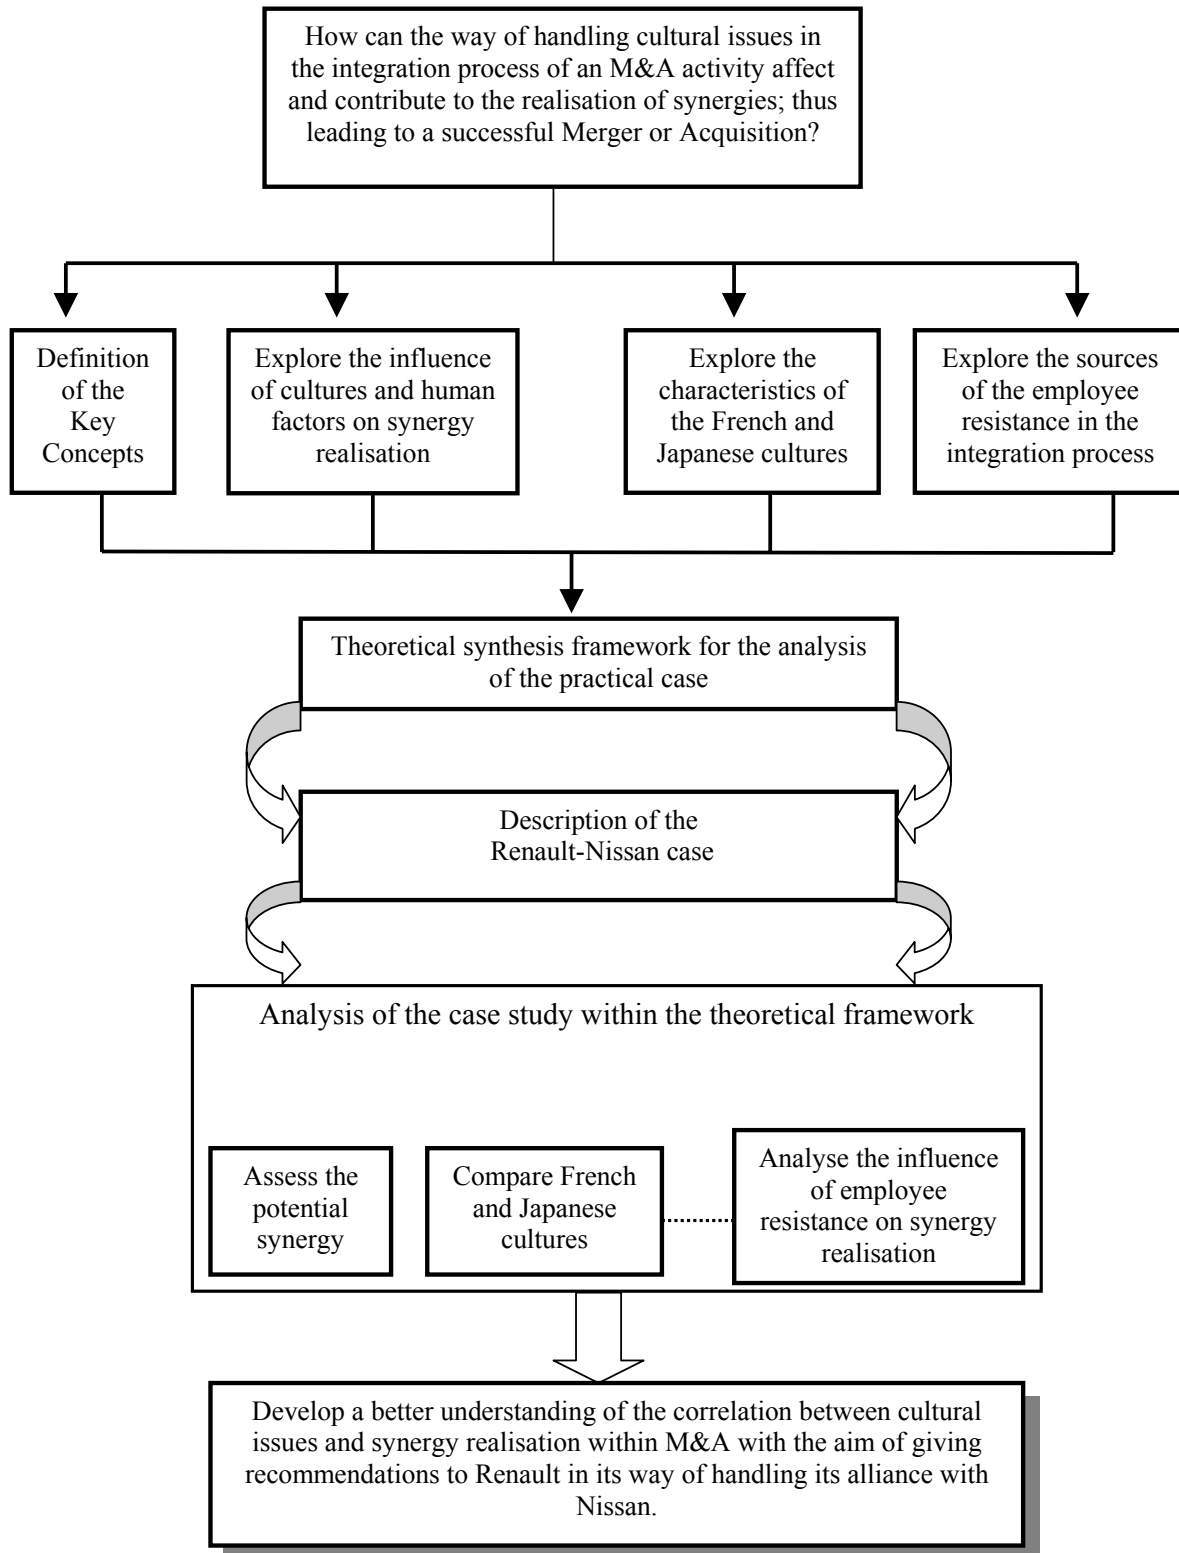 How can the way of handling cultural issues in
the integration process of an M&A activity affect
and contribute to the realisation of synergies; thus
leading to a successful Merger or Acquisition?
Definition
of the
Key
Concepts
Explore the influence
of cultures and human
factors on synergy
realisation
Explore the
characteristics of
the French and
Japanese cultures
Explore the sources
of the employee
resistance in the
integration process
Theoretical synthesis framework for the analysis
of the practical case
Description of the
Renault-Nissan case
Analysis of the case study within the theoretical framework
Assess the
potential
synergy
Compare French
and Japanese
cultures
Analyse the influence
of employee
resistance on synergy
realisation
Develop a better understanding of the correlation between cultural
issues and synergy realisation within M&A with the aim of giving
recommendations to Renault in its way of handling its alliance with
Nissan.